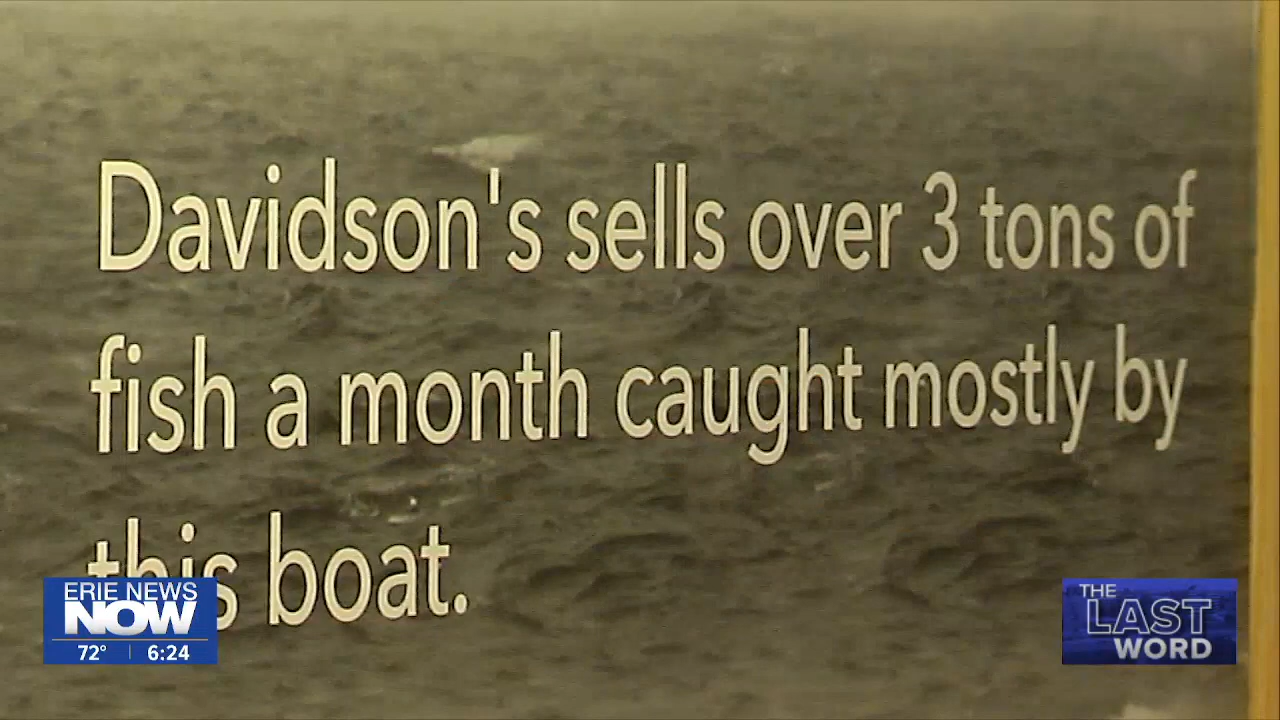 Davidson's sells over 3 tons of
fish a month caught mostly by
this boat.
ERIE NEWS
NOW
72° | 6:24
THE
LAST
WORD